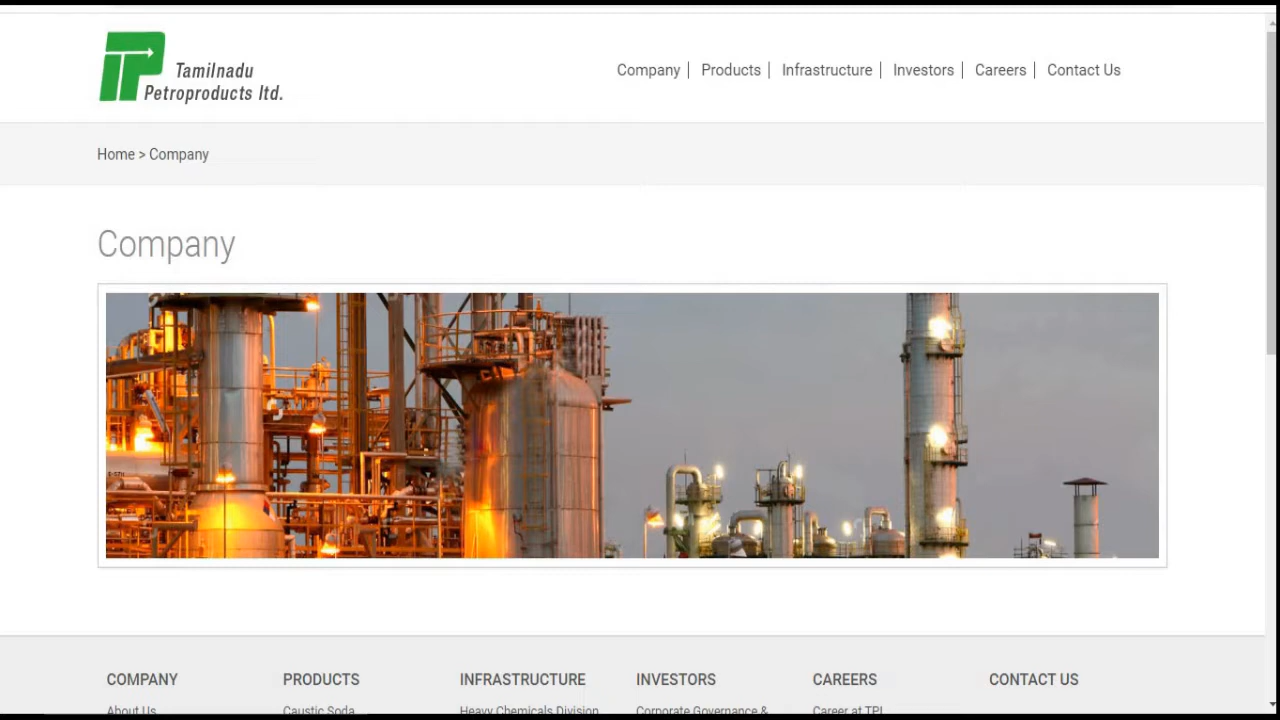 Tamilnadu
Petroproducts ltd.
Company | Products | Infrastructure | Investors | Careers | Contact Us
Home > Company
Company
COMPANY PRODUCTS INFRASTRUCTURE INVESTORS CAREERS CONTACT US
About Us Caustic Soda Heavy Chemicals Division Corporate Governance & Career at TPL